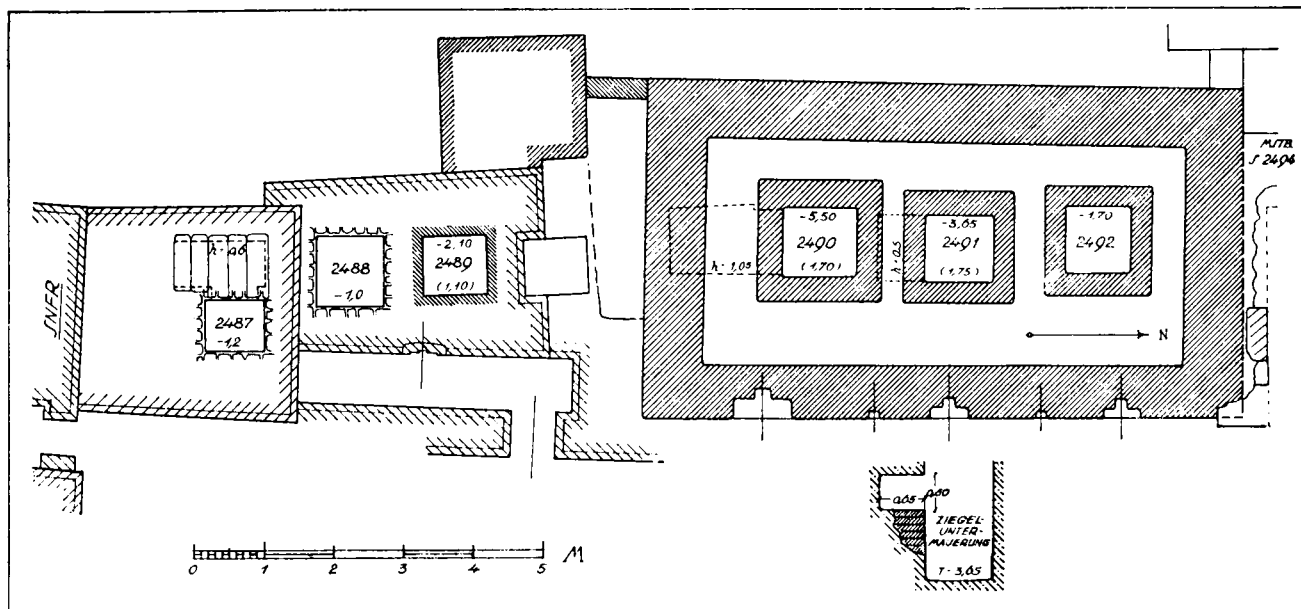 MSTB.
S 2494
SNFR
h - 0,6
2487
-1,2
2488
-1,0
-2,10
2489
(1,10)
h - 1,05
-5,50
2490
(1,70)
h - 0,5
-3,65
2491
(1,75)
-1,70
2492
N
0,65
0,60
ZIEGEL-
UNTER-
MAUERUNG
T - 3,65
0 1 2 3 4 5 M